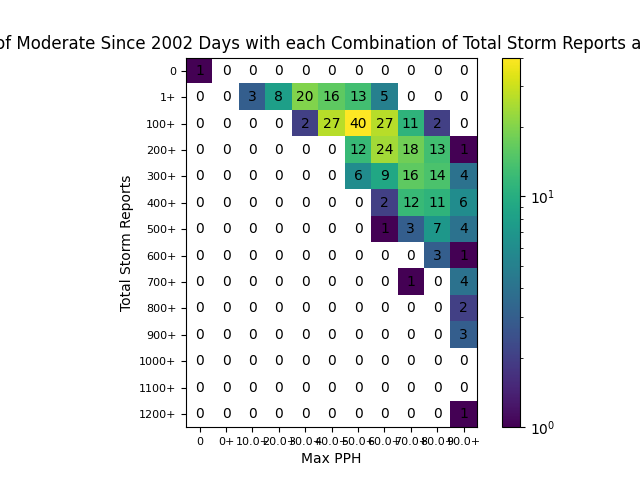 of Moderate Since 2002 Days with each Combination of Total Storm Reports a
0 1 0 0 0 0 0 0 0 0 0 0
1+ 0 0 3 8 20 16 13 5 0 0 0
100+ 0 0 0 0 2 27 40 27 11 2 0
200+ 0 0 0 0 0 0 12 24 18 13 1
300+ 0 0 0 0 0 0 6 9 16 14 4
400+ 0 0 0 0 0 0 0 2 12 11 6
500+ 0 0 0 0 0 0 0 1 3 7 4
600+ 0 0 0 0 0 0 0 0 0 3 1
700+ 0 0 0 0 0 0 0 0 1 0 4
800+ 0 0 0 0 0 0 0 0 0 0 2
900+ 0 0 0 0 0 0 0 0 0 0 3
1000+ 0 0 0 0 0 0 0 0 0 0 0
1100+ 0 0 0 0 0 0 0 0 0 0 0
1200+ 0 0 0 0 0 0 0 0 0 0 1
0 0+ 10.0+ 20.0+ 30.0+ 40.0+ 50.0+ 60.0+ 70.0+ 80.0+ 90.0+
Max PPH
Total Storm Reports
10¹
10⁰